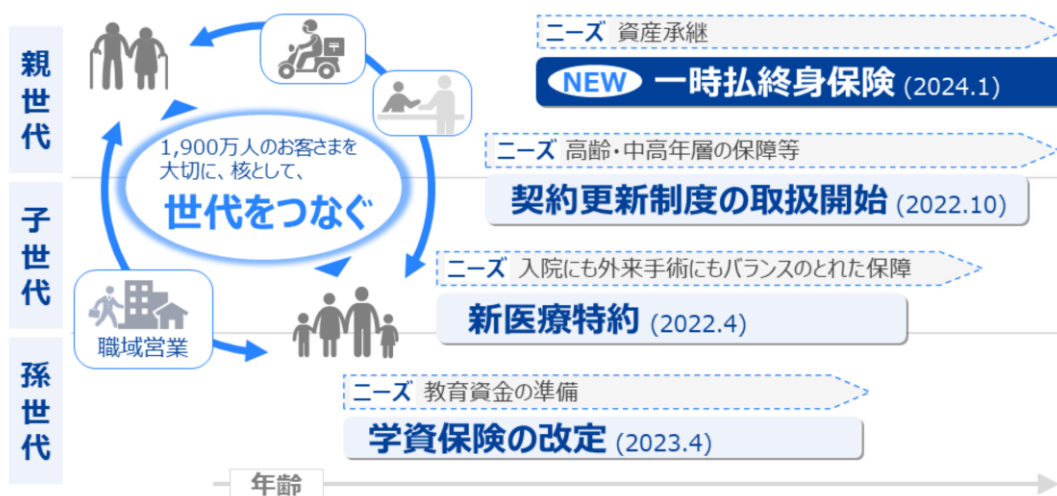 親世代
ニーズ 資産承継
NEW 一時払終身保険 (2024.1)
1,900万人のお客さまを
大切に、核として、
世代をつなぐ
ニーズ 高齢・中高年層の保障等
契約更新制度の取扱開始 (2022.10)
子世代
ニーズ 入院にも外来手術にもバランスのとれた保障
新医療特約 (2022.4)
職域営業
孫世代
ニーズ 教育資金の準備
学資保険の改定 (2023.4)
年齢